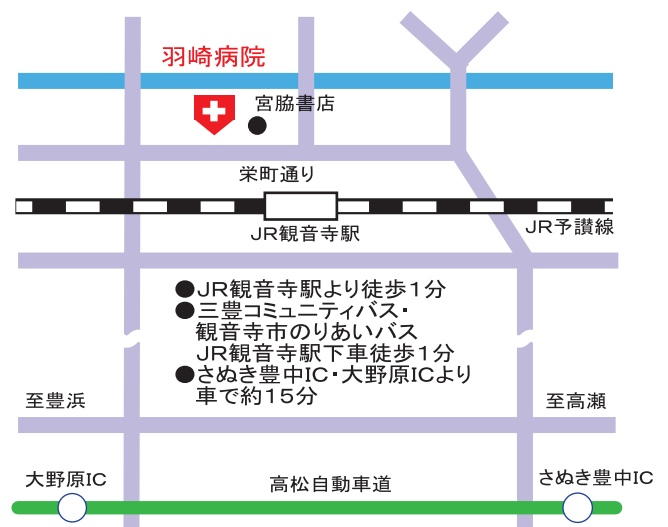 羽崎病院
宮脇書店
栄町通り
JR観音寺駅
JR予讃線
●JR観音寺駅より徒歩1分
●三豊コミュニティバス・
観音寺市のりあいバス
JR観音寺駅下車徒歩1分
●さぬき豊中IC・大野原ICより
車で約15分
至豊浜
至高瀬
大野原IC
高松自動車道
さぬき豊中IC